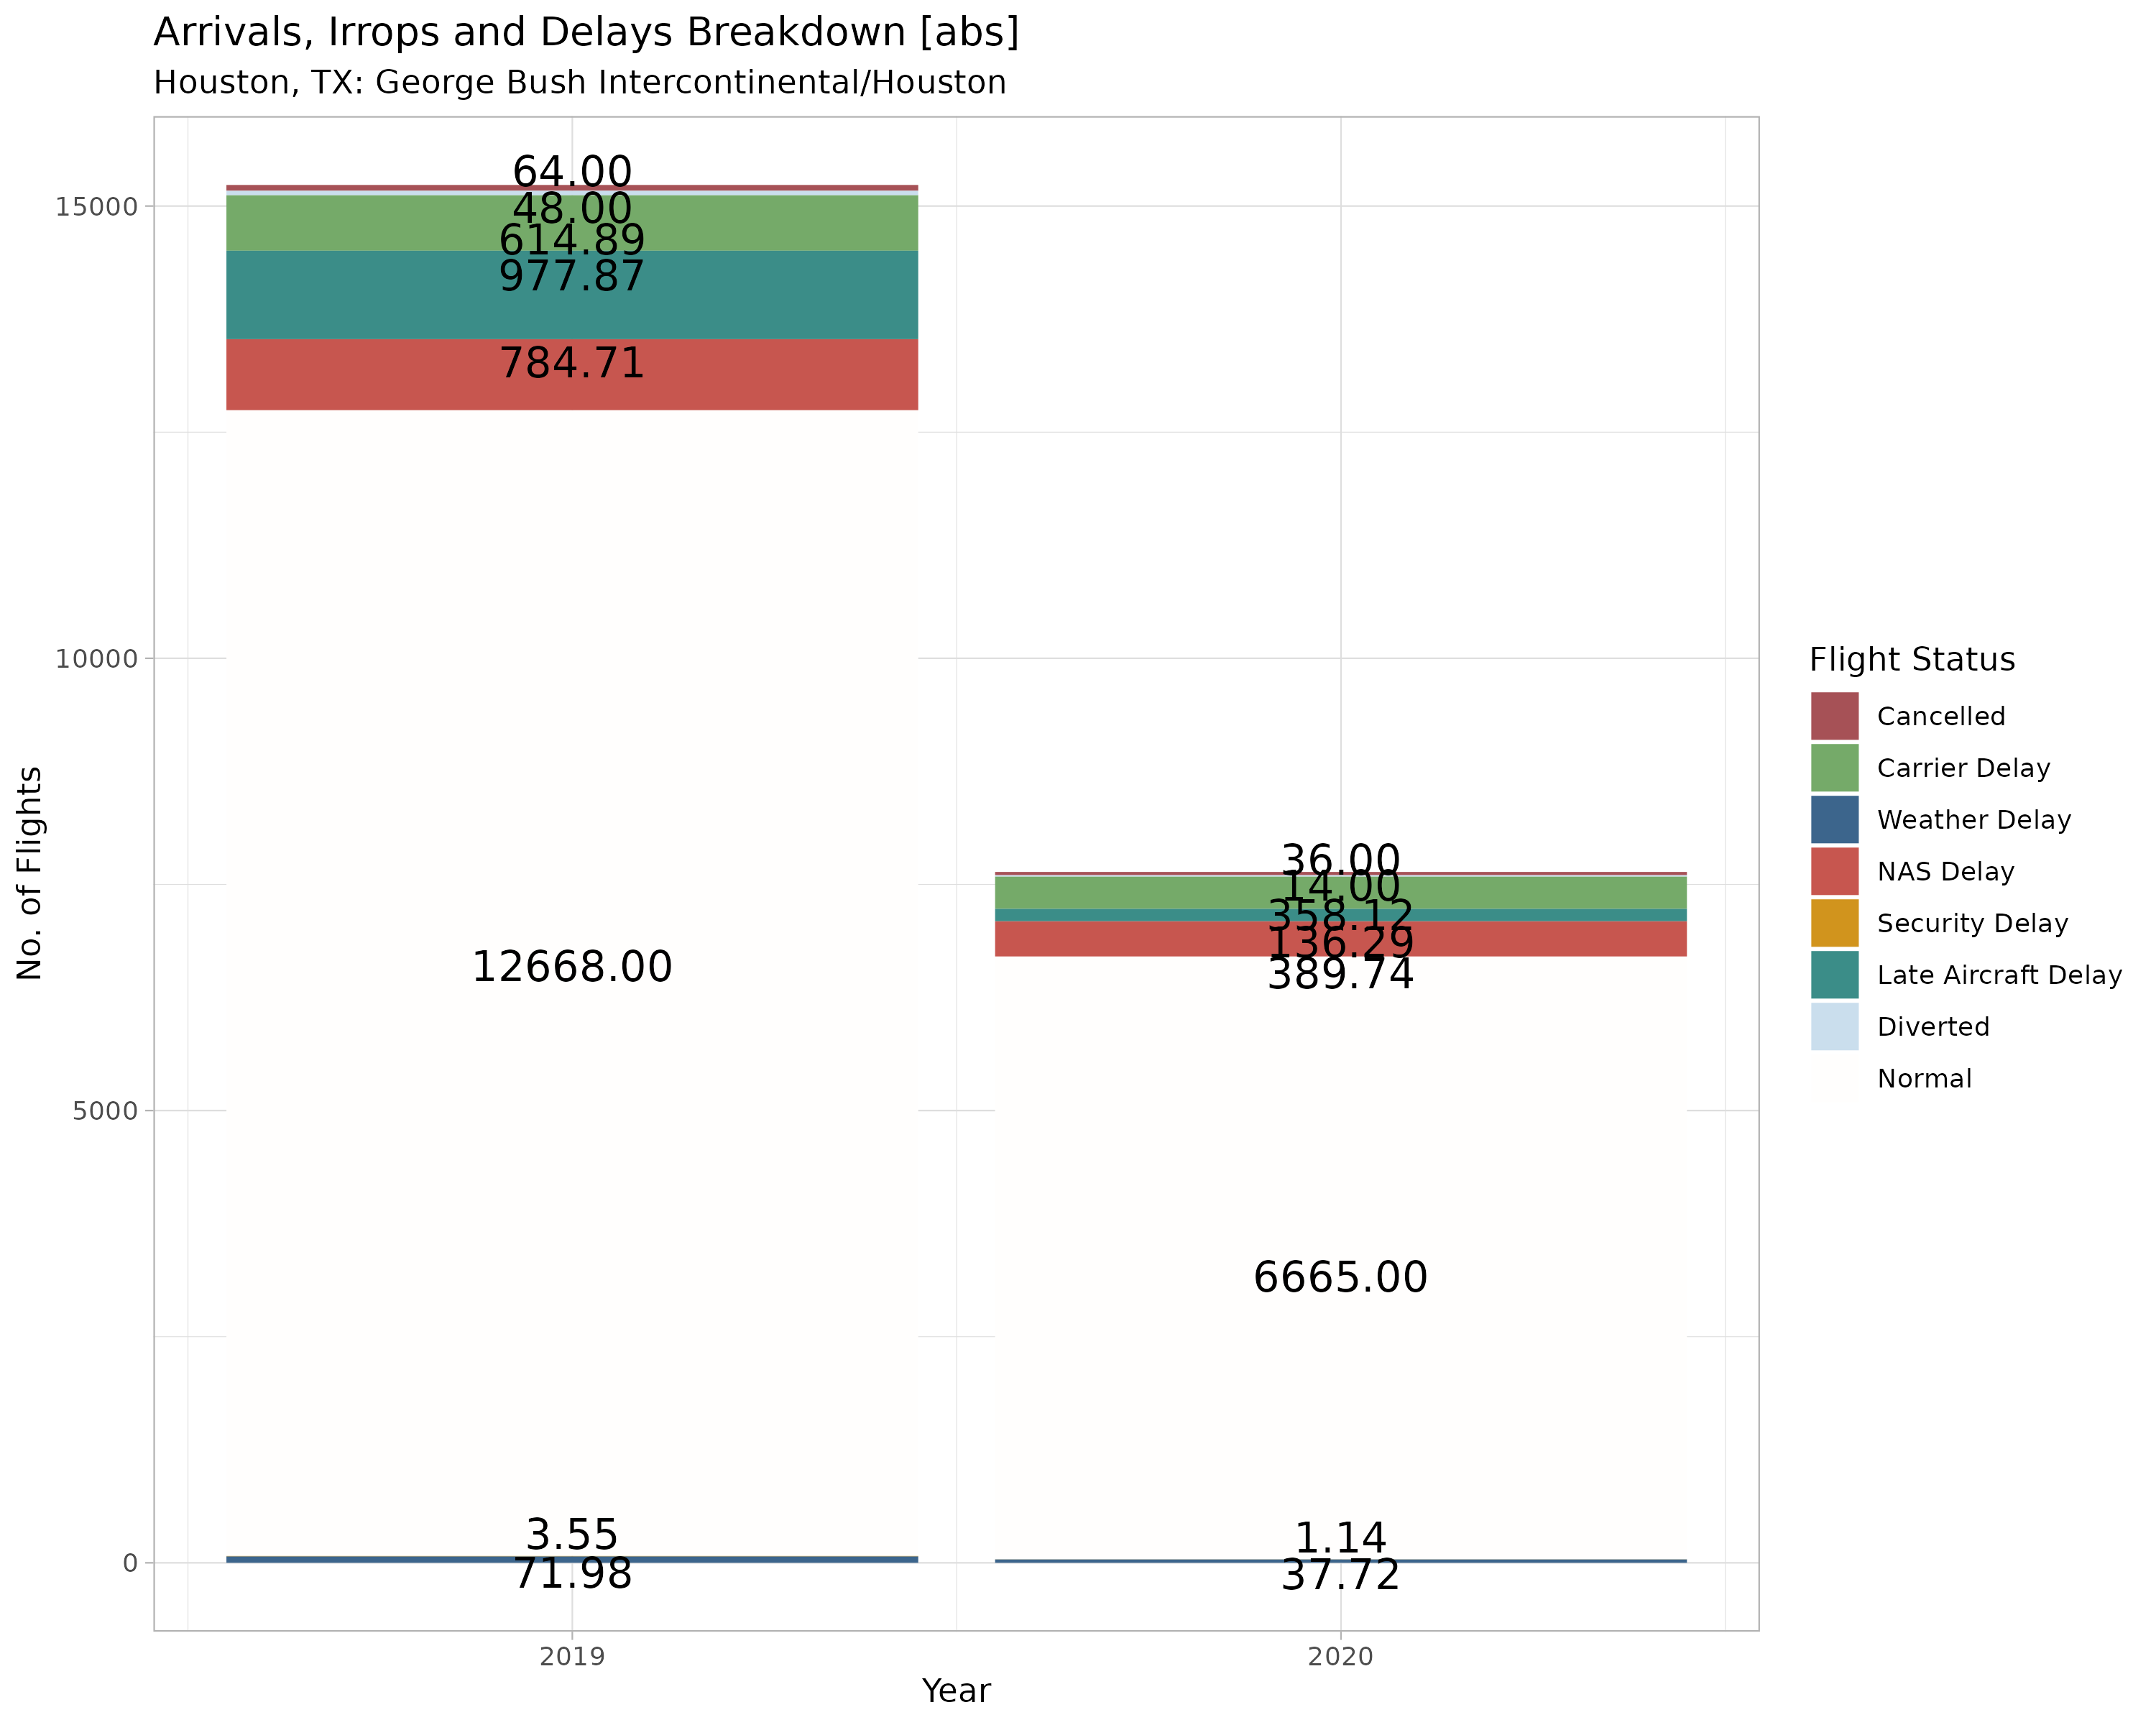 Arrivals, Irrops and Delays Breakdown [abs]
Houston, TX: George Bush Intercontinental/Houston
No. of Flights
15000
10000
5000
0
64.00
48.00
614.89
977.87
784.71
12668.00
3.55
71.98
36.00
14.00
358.12
136.29
389.74
6665.00
1.14
37.72
2019
2020
Year
Flight Status
Cancelled
Carrier Delay
Weather Delay
NAS Delay
Security Delay
Late Aircraft Delay
Diverted
Normal